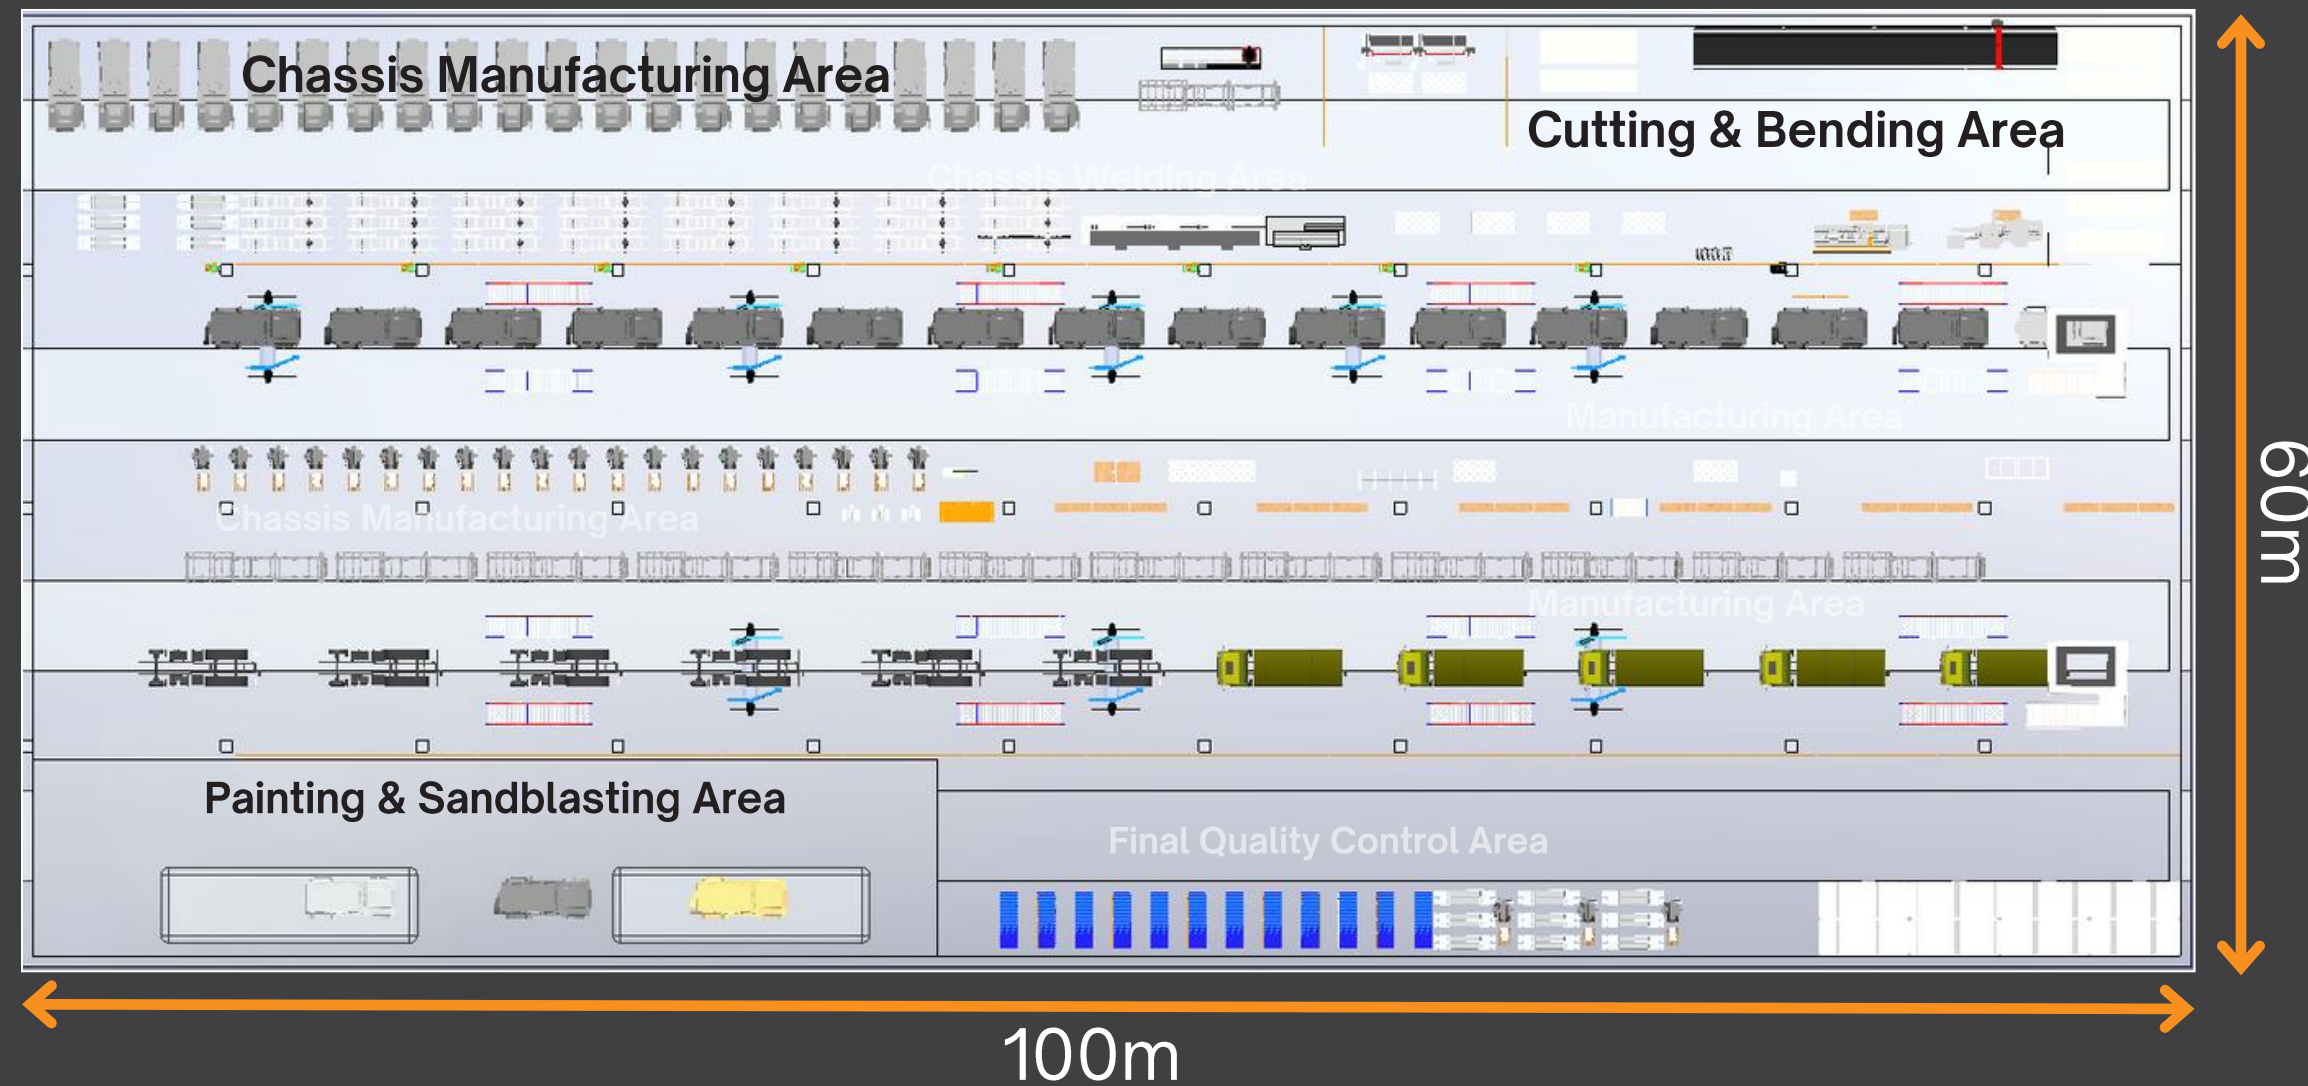 Chassis Manufacturing Area
Cutting & Bending Area
Chassis Welding Area
Manufacturing Area
Chassis Manufacturing Area
Manufacturing Area
Painting & Sandblasting Area
Final Quality Control Area
60m
100m